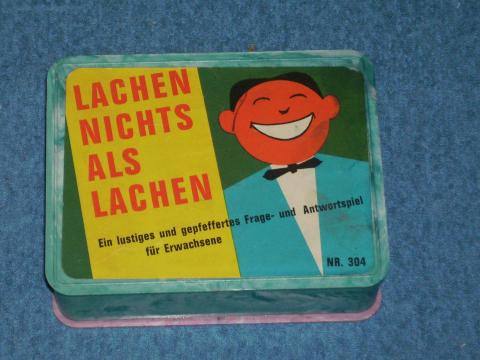 LACHEN
NICHTS
ALS
LACHEN
Ein lustiges und gepfeffertes Frage- und Antwortspiel
für Erwachsene
NR. 304